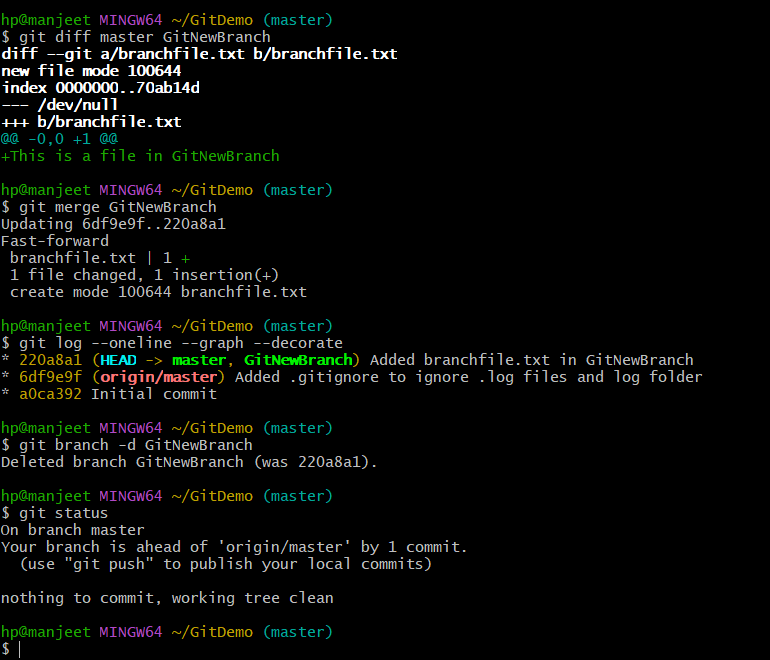 hp@manjeet MINGW64 ~/GitDemo (master)
$ git diff master GitNewBranch
diff --git a/branchfile.txt b/branchfile.txt
new file mode 100644
index 0000000..70ab14d
--- /dev/null
+++ b/branchfile.txt
@@ -0,0 +1 @@
+This is a file in GitNewBranch

hp@manjeet MINGW64 ~/GitDemo (master)
$ git merge GitNewBranch
Updating 6df9e9f..220a8a1
Fast-forward
 branchfile.txt | 1 +
 1 file changed, 1 insertion(+)
 create mode 100644 branchfile.txt

hp@manjeet MINGW64 ~/GitDemo (master)
$ git log --oneline --graph --decorate
* 220a8a1 (HEAD -> master, GitNewBranch) Added branchfile.txt in GitNewBranch
* 6df9e9f (origin/master) Added .gitignore to ignore .log files and log folder
* a0ca392 Initial commit

hp@manjeet MINGW64 ~/GitDemo (master)
$ git branch -d GitNewBranch
Deleted branch GitNewBranch (was 220a8a1).

hp@manjeet MINGW64 ~/GitDemo (master)
$ git status
On branch master
Your branch is ahead of 'origin/master' by 1 commit.
  (use "git push" to publish your local commits)

nothing to commit, working tree clean

hp@manjeet MINGW64 ~/GitDemo (master)
$